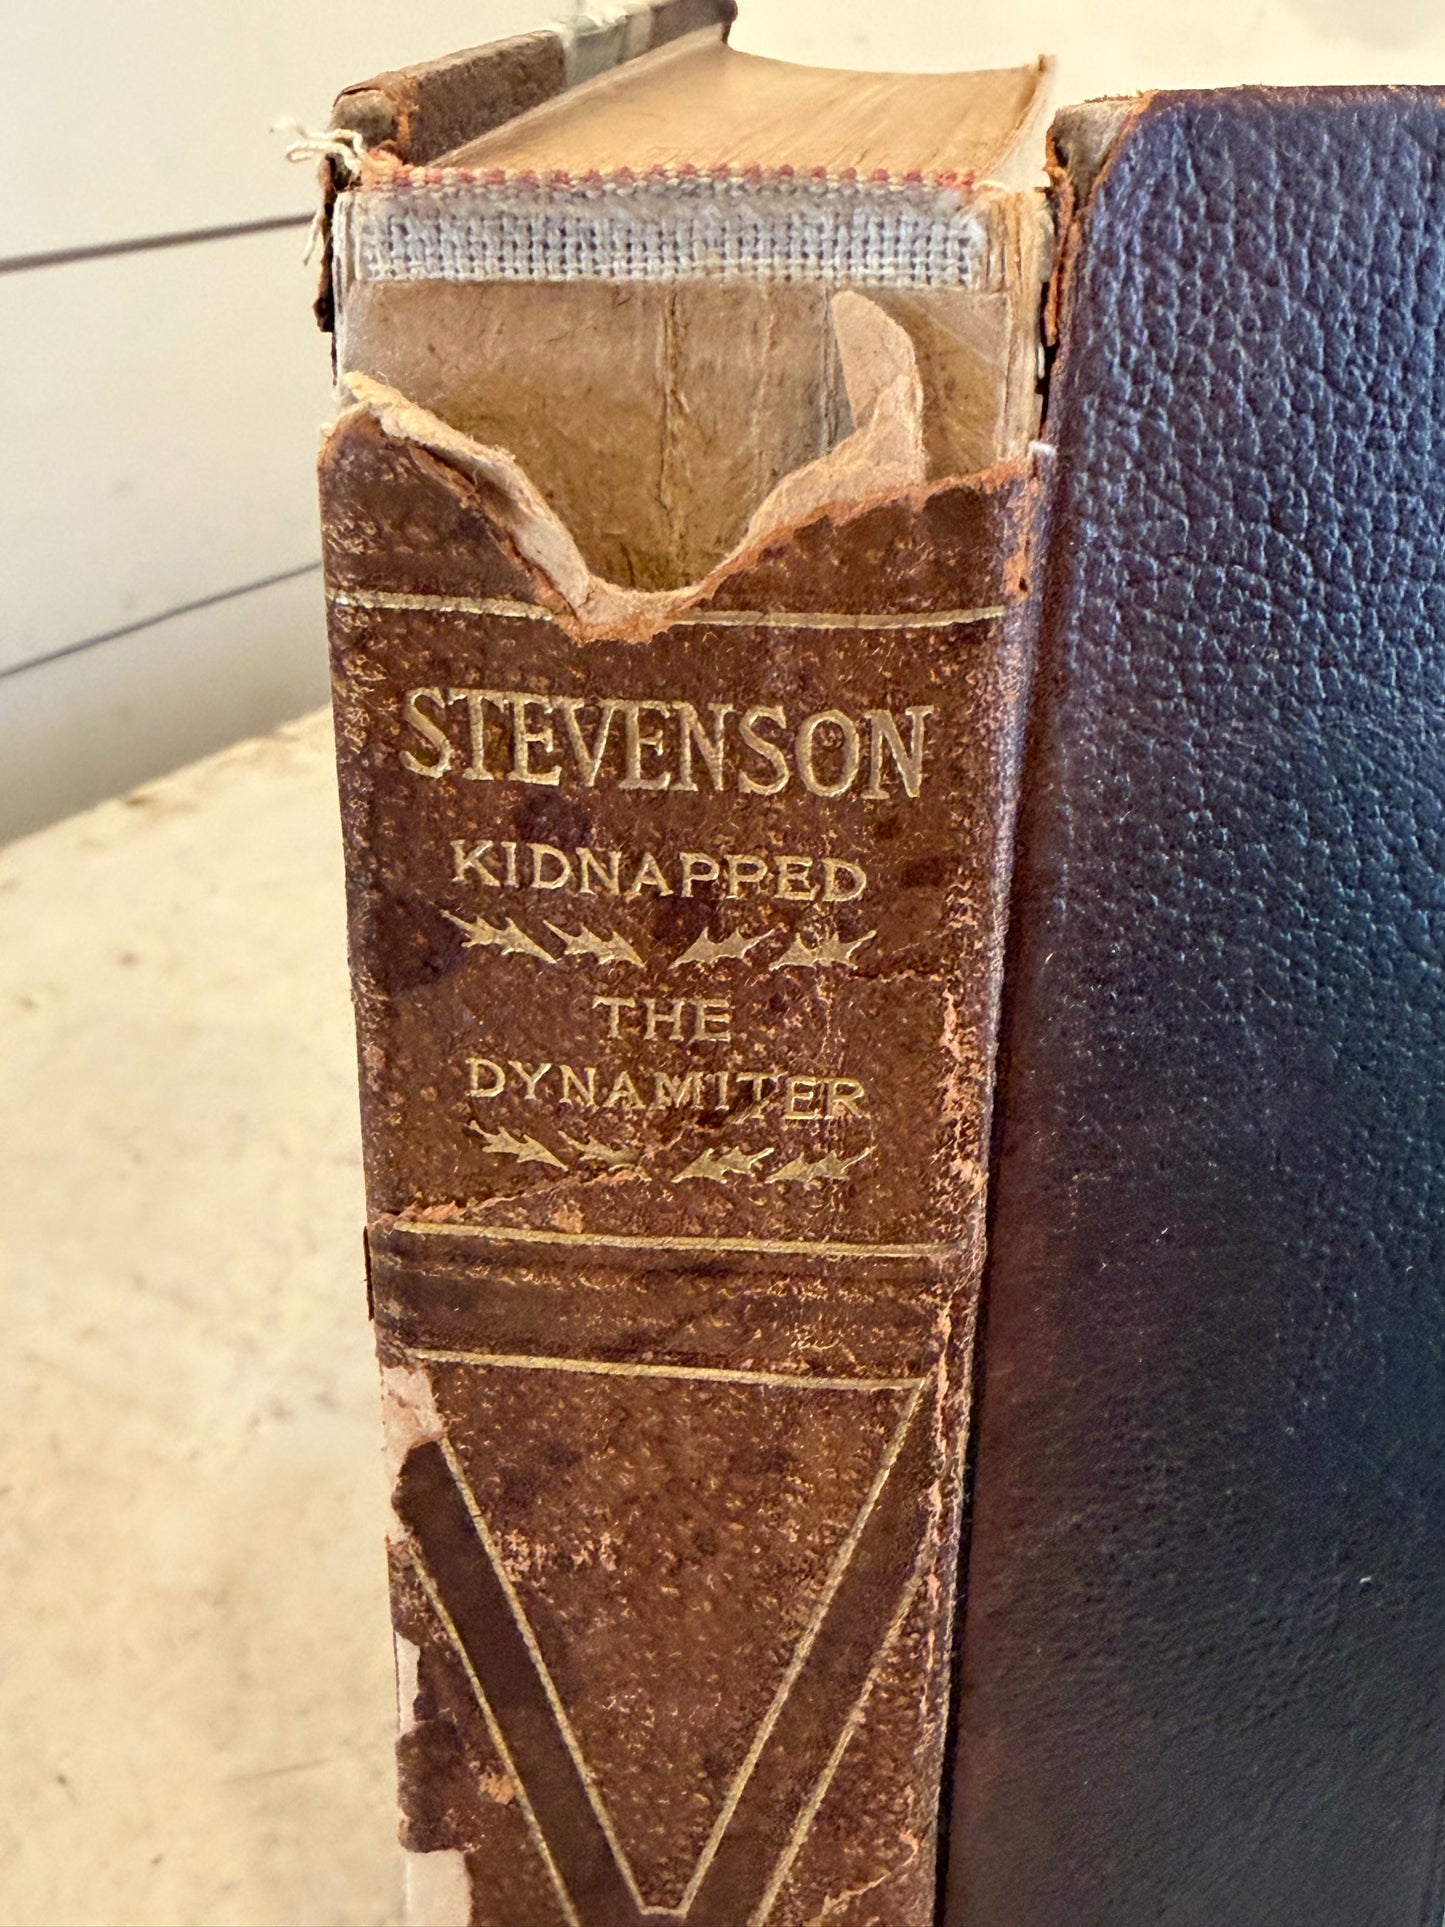 STEVENSON
KIDNAPPED
THE
DYNAMITER